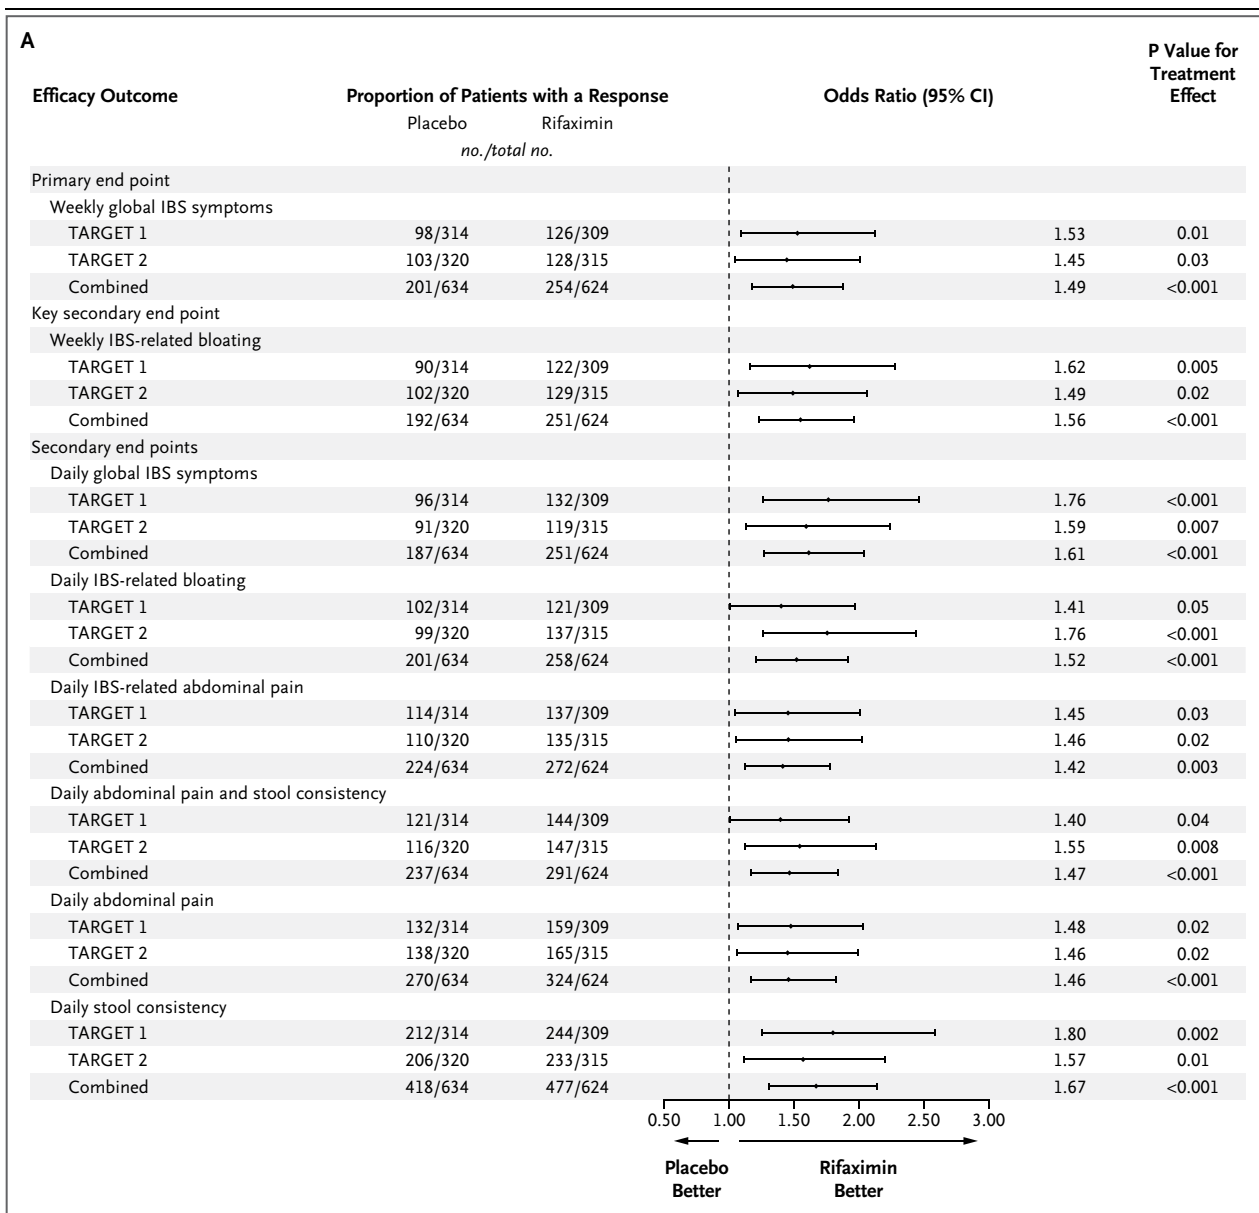 A
P Value for
Treatment
Effect
Efficacy Outcome Proportion of Patients with a Response Odds Ratio (95% CI)
Placebo Rifaximin
no./total no.
Primary end point
Weekly global IBS symptoms
TARGET 1 98/314 126/309 1.53 0.01
TARGET 2 103/320 128/315 1.45 0.03
Combined 201/634 254/624 1.49 <0.001
Key secondary end point
Weekly IBS-related bloating
TARGET 1 90/314 122/309 1.62 0.005
TARGET 2 102/320 129/315 1.49 0.02
Combined 192/634 251/624 1.56 <0.001
Secondary end points
Daily global IBS symptoms
TARGET 1 96/314 132/309 1.76 <0.001
TARGET 2 91/320 119/315 1.59 0.007
Combined 187/634 251/624 1.61 <0.001
Daily IBS-related bloating
TARGET 1 102/314 121/309 1.41 0.05
TARGET 2 99/320 137/315 1.76 <0.001
Combined 201/634 258/624 1.52 <0.001
Daily IBS-related abdominal pain
TARGET 1 114/314 137/309 1.45 0.03
TARGET 2 110/320 135/315 1.46 0.02
Combined 224/634 272/624 1.42 0.003
Daily abdominal pain and stool consistency
TARGET 1 121/314 144/309 1.40 0.04
TARGET 2 116/320 147/315 1.55 0.008
Combined 237/634 291/624 1.47 <0.001
Daily abdominal pain
TARGET 1 132/314 159/309 1.48 0.02
TARGET 2 138/320 165/315 1.46 0.02
Combined 270/634 324/624 1.46 <0.001
Daily stool consistency
TARGET 1 212/314 244/309 1.80 0.002
TARGET 2 206/320 233/315 1.57 0.01
Combined 418/634 477/624 1.67 <0.001
0.50 1.00 1.50 2.00 2.50 3.00
Placebo Rifaximin
Better Better